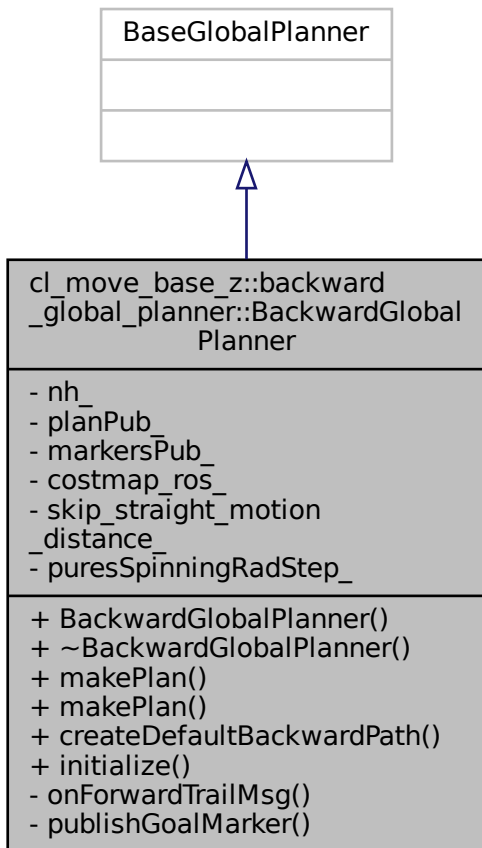 BaseGlobalPlanner
cl_move_base_z::backward
_global_planner::BackwardGlobal
Planner
- nh_
- planPub_
- markersPub_
- costmap_ros_
- skip_straight_motion
_distance_
- puresSpinningRadStep_
+ BackwardGlobalPlanner()
+ ~BackwardGlobalPlanner()
+ makePlan()
+ makePlan()
+ createDefaultBackwardPath()
+ initialize()
- onForwardTrailMsg()
- publishGoalMarker()